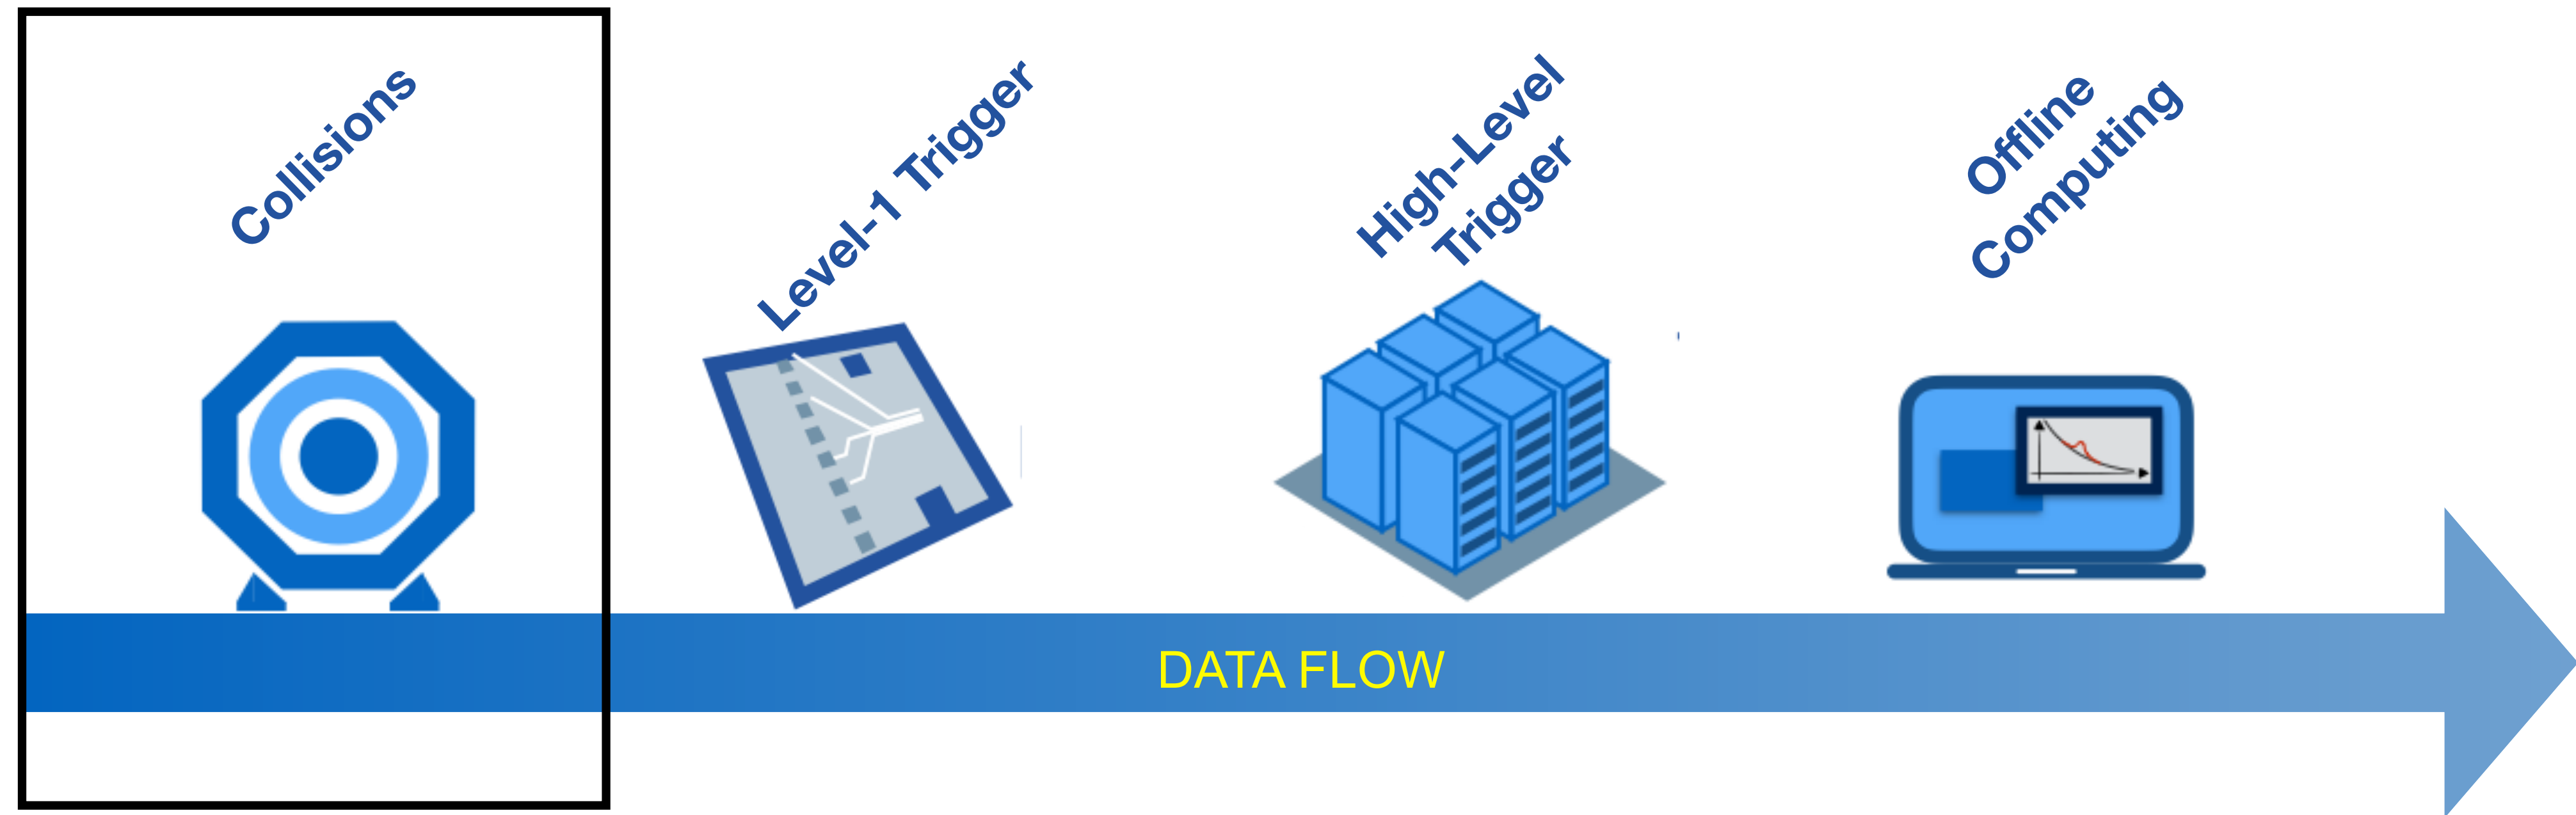 Collisions
Level-1 Trigger
High-Level
Trigger
Offline
Computing
DATA FLOW